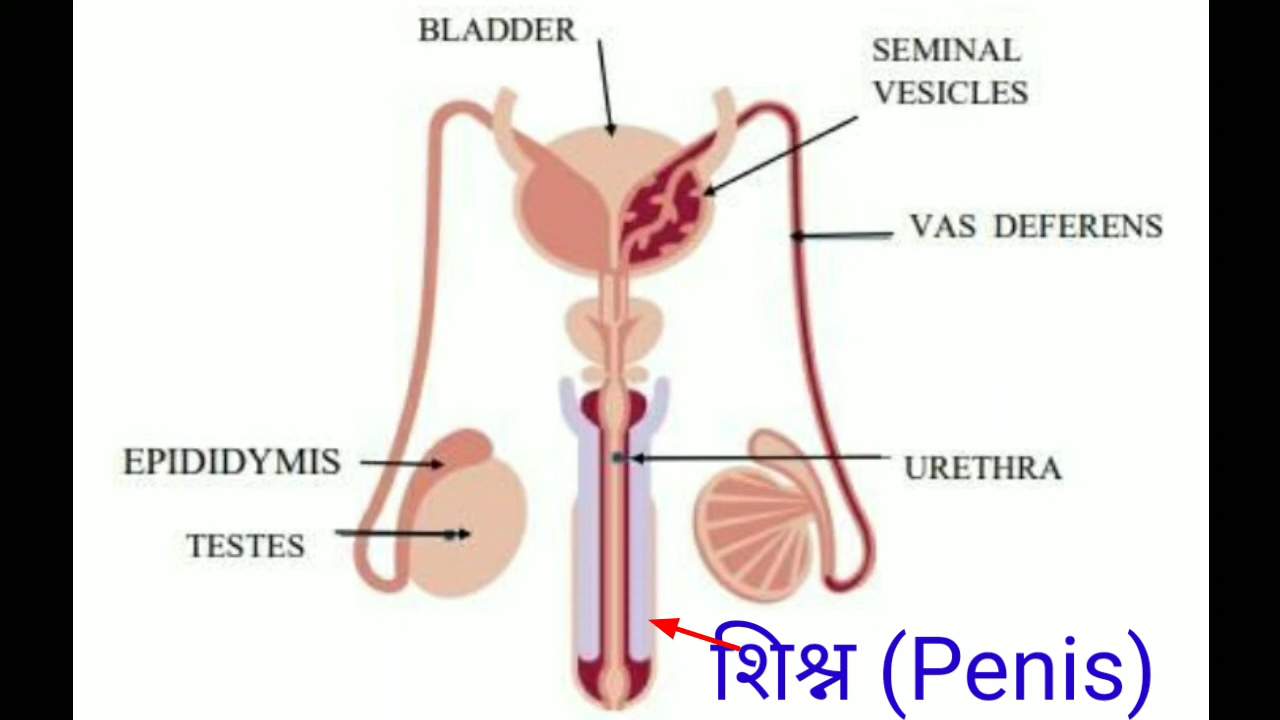 BLADDER
SEMINAL
VESICLES
VAS DEFERENS
EPIDIDYMIS
URETHRA
TESTES
शिश्न (Penis)